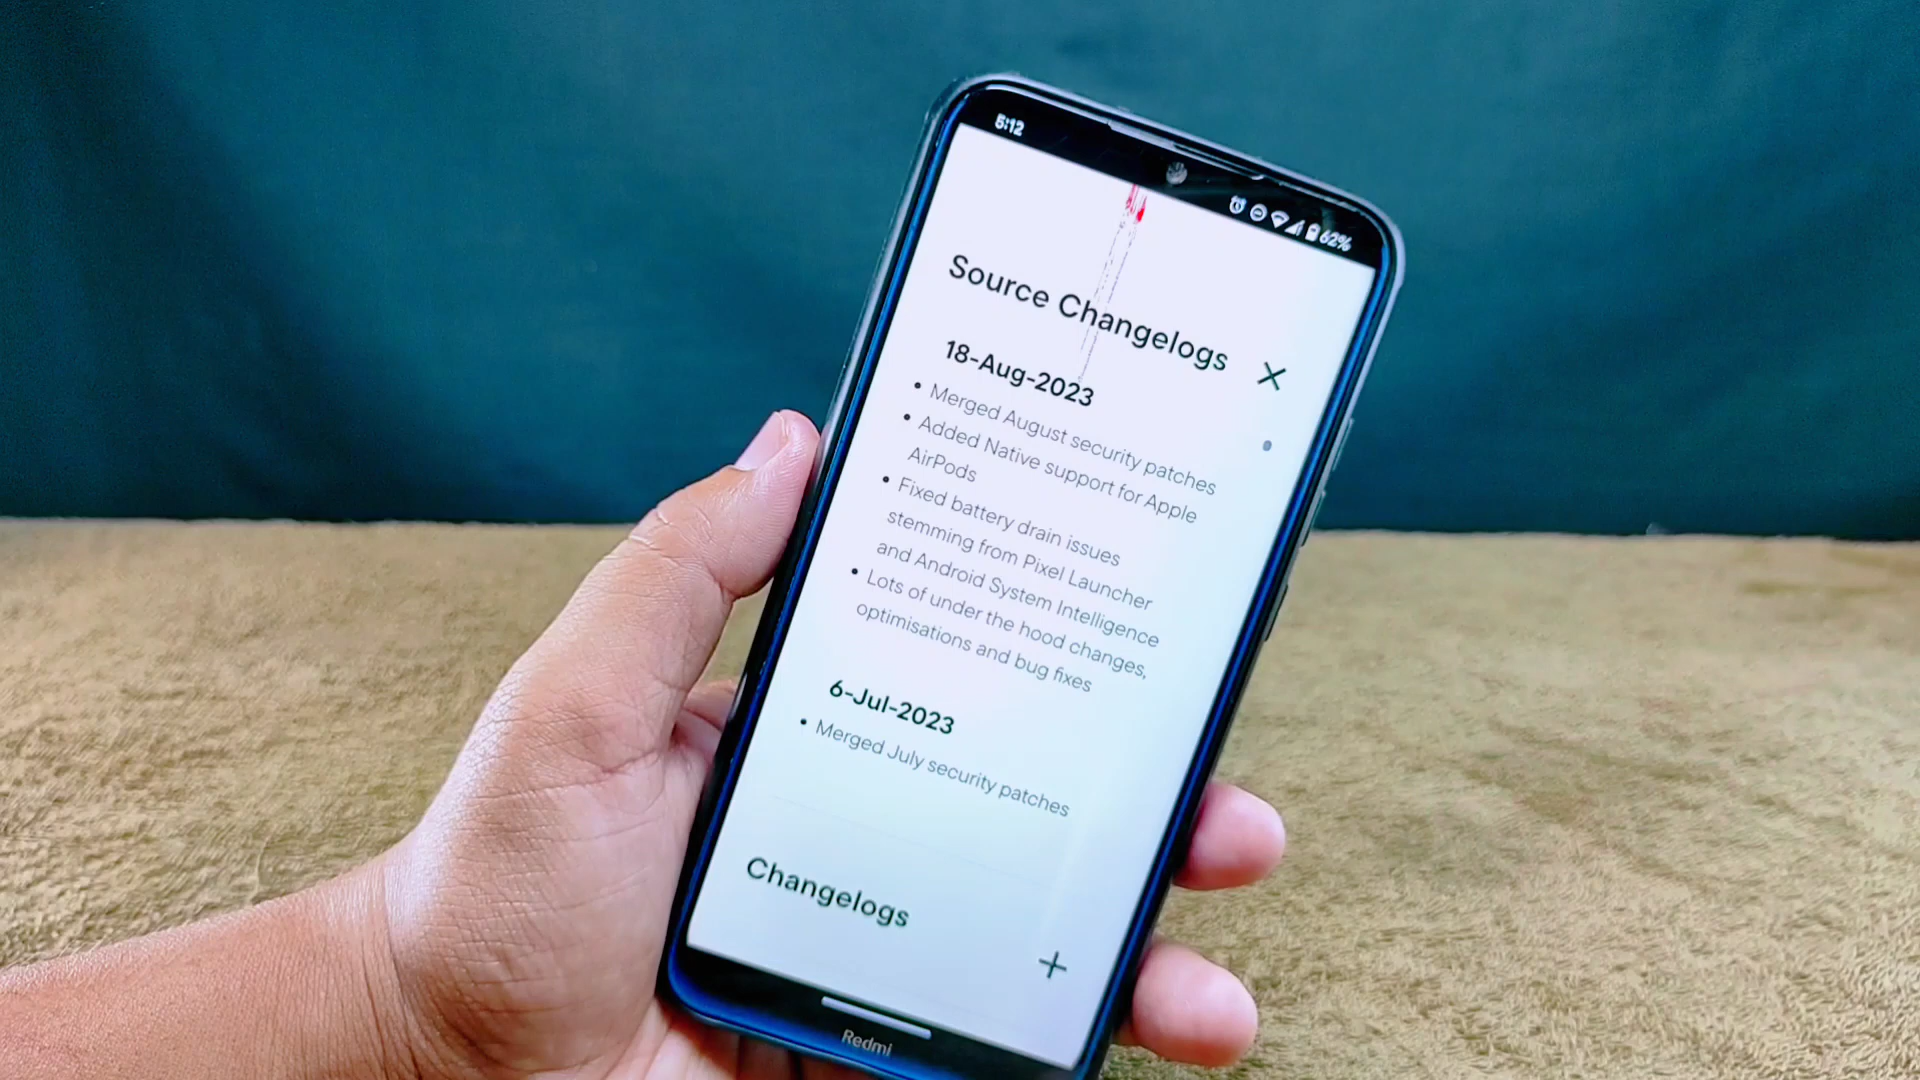 5:12
62%
Source Changelogs
18-Aug-2023
• Merged August security patches
• Added Native support for Apple
AirPods
• Fixed battery drain issues
stemming from Pixel Launcher
and Android System Intelligence
• Lots of under the hood changes,
optimisations and bug fixes
6-Jul-2023
• Merged July security patches
Changelogs
Redmi